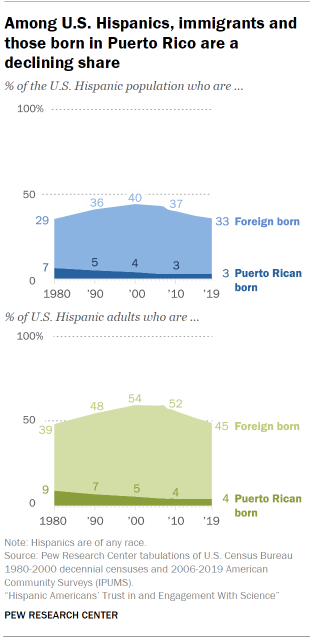 Among U.S. Hispanics, immigrants and
those born in Puerto Rico are a
declining share
% of the U.S. Hispanic population who are ...
100%
50
0
29
36
40
37
33 Foreign born
7
5
4
3
3 Puerto Rican
born
1980 '90 '00 '10 '19
% of U.S. Hispanic adults who are ...
100%
50
0
39
48
54
52
45 Foreign born
9
7
5
4
4 Puerto Rican
born
1980 '90 '00 '10 '19
Note: Hispanics are of any race.
Source: Pew Research Center tabulations of U.S. Census Bureau
1980-2000 decennial censuses and 2006-2019 American
Community Surveys (IPUMS).
"Hispanic Americans' Trust in and Engagement With Science"
PEW RESEARCH CENTER